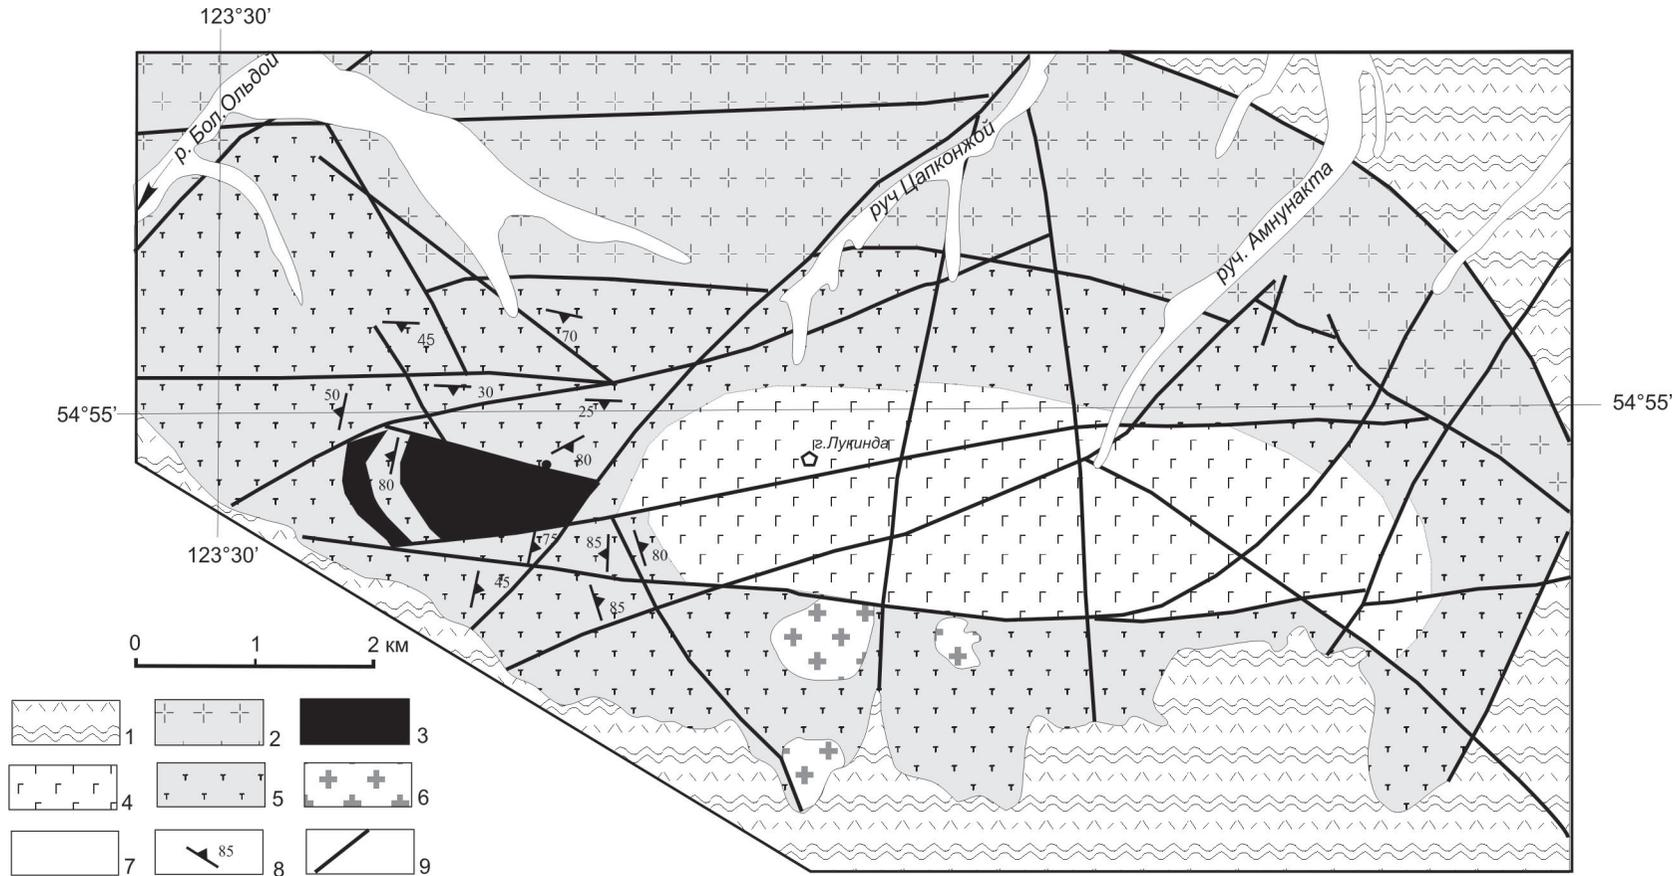 123°30'
р. Бол. Ольдой
руч Цапконжой
руч. Амнунакта
45
70
50
30
25
54°55'
54°55'
г.Лукинда
80
80
123°30'
75
85
80
45
85
0 1 2 км
1 2 3
4 5 6
7 85 8 9